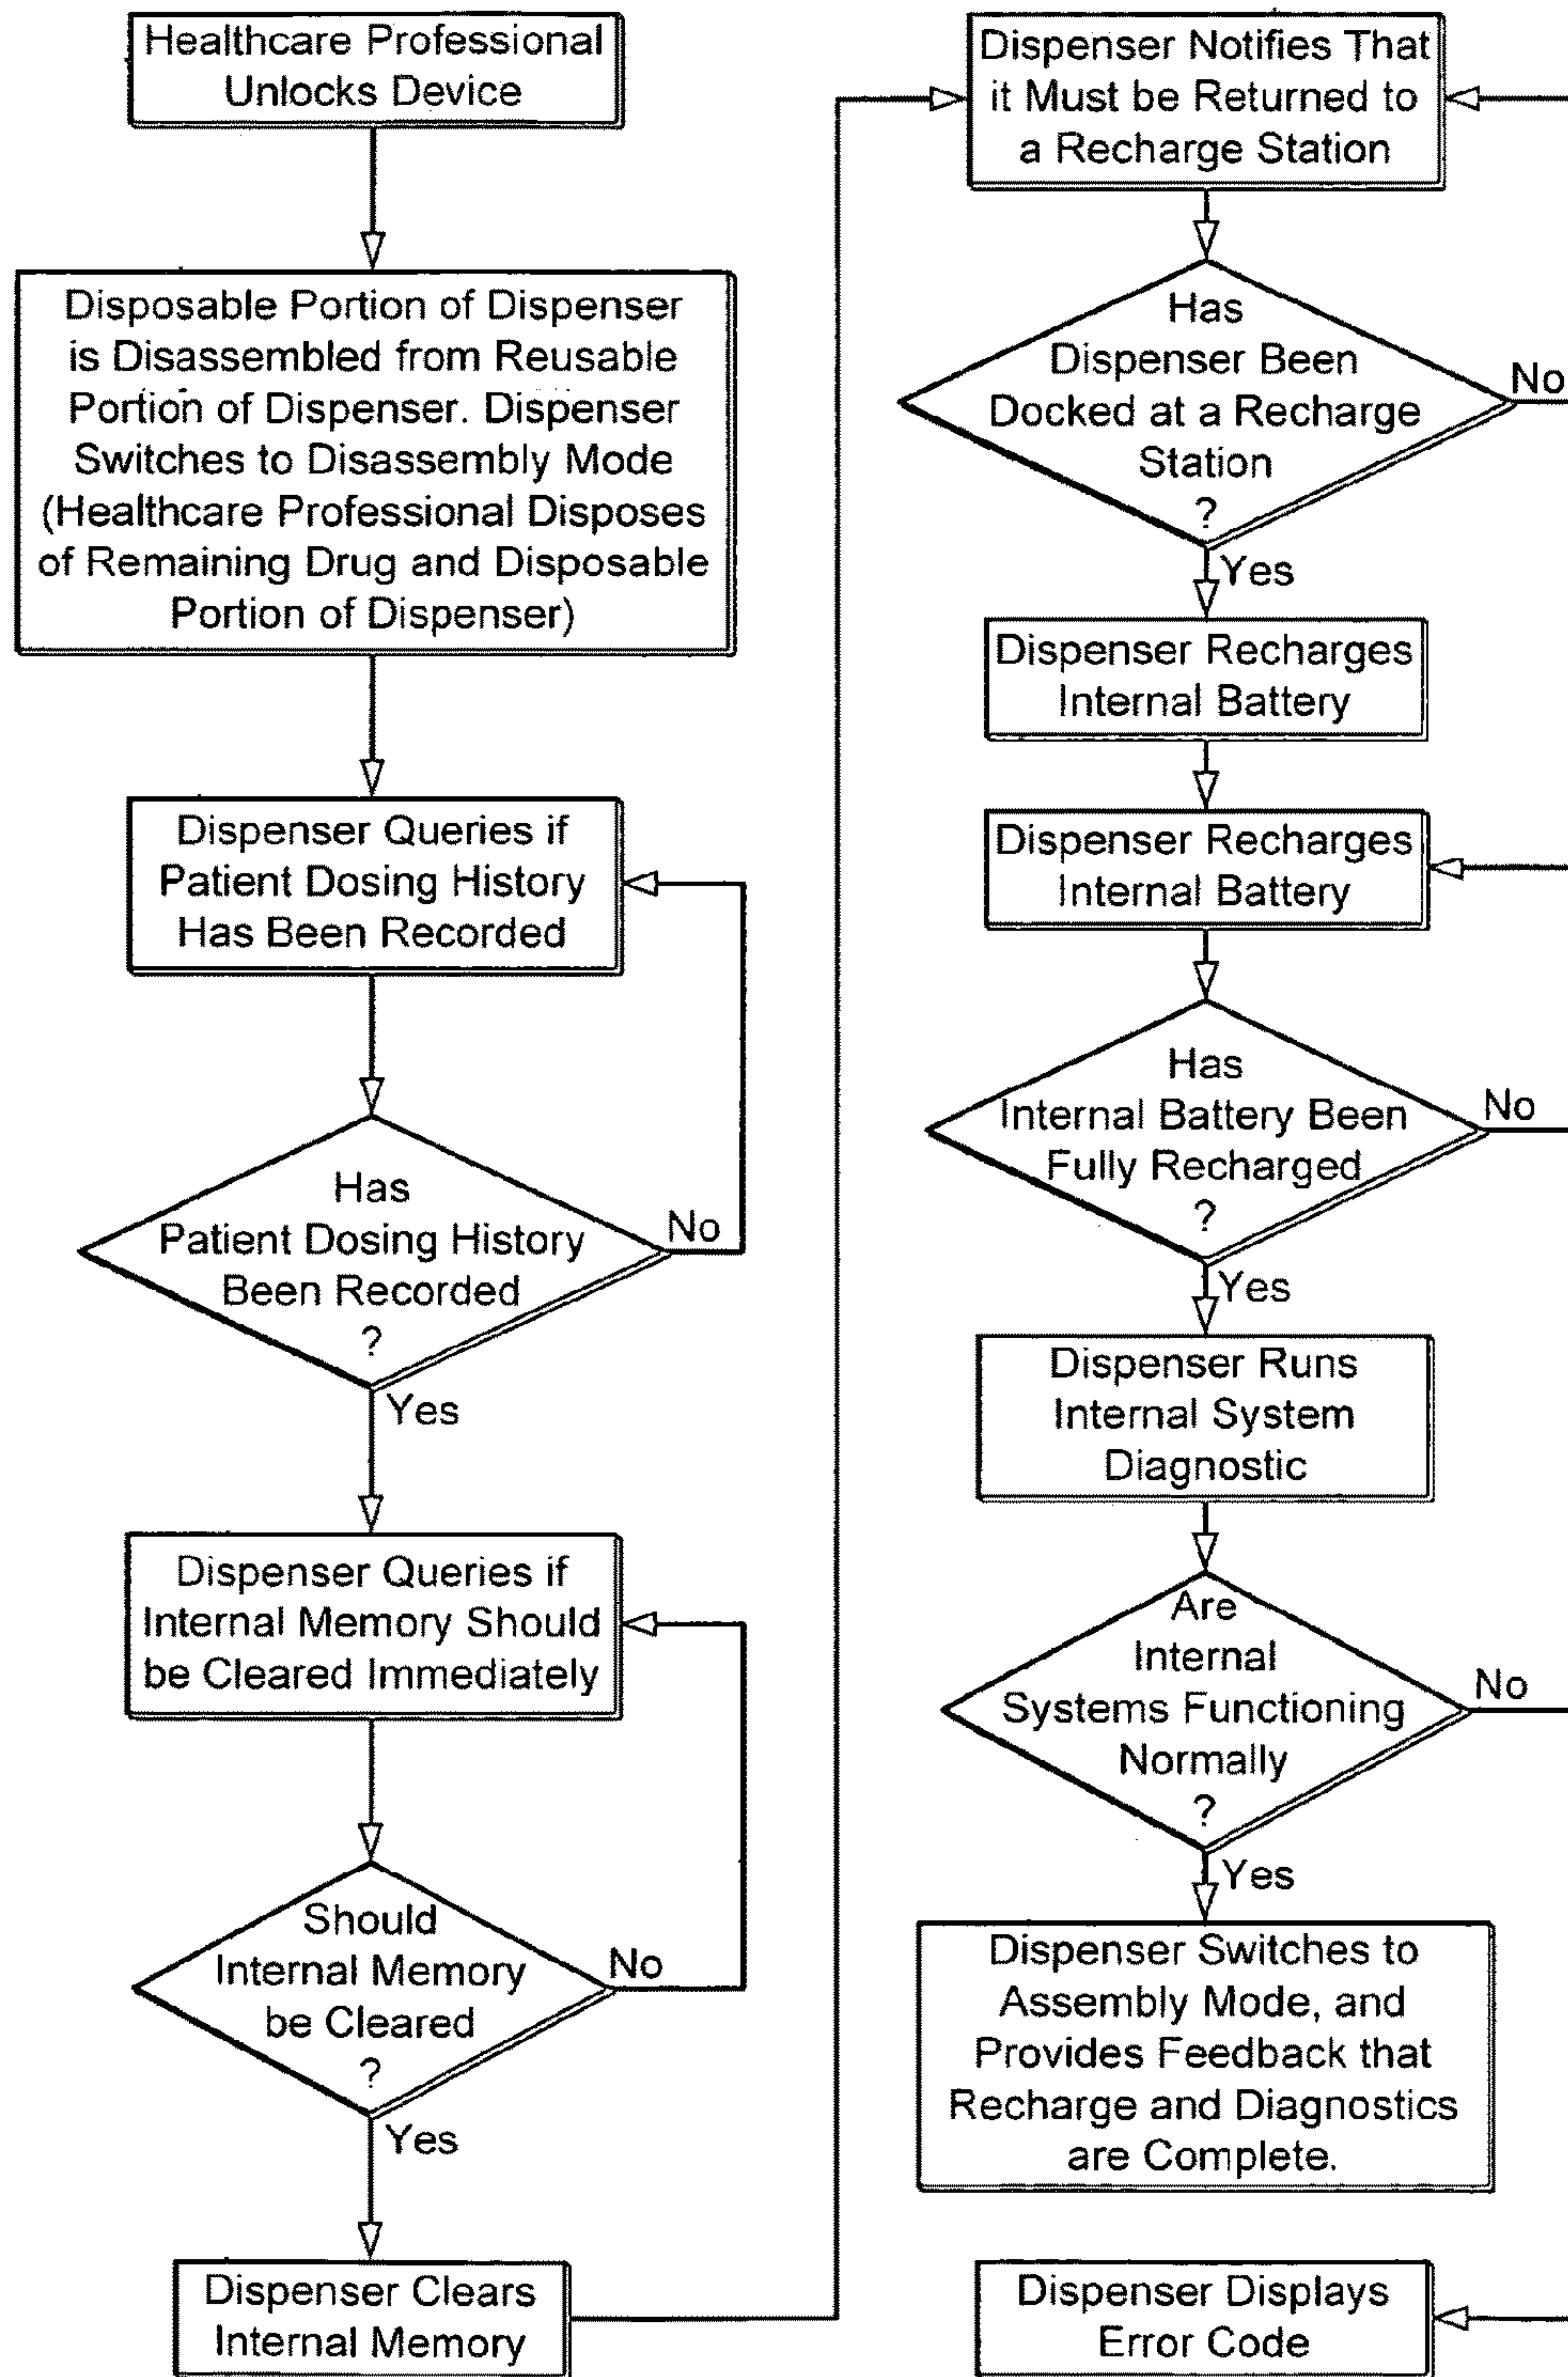 Healthcare Professional
Unlocks Device
Disposable Portion of Dispenser
is Disassembled from Reusable
Portion of Dispenser. Dispenser
Switches to Disassembly Mode
(Healthcare Professional Disposes
of Remaining Drug and Disposable
Portion of Dispenser)
Dispenser Queries if
Patient Dosing History
Has Been Recorded
Has
Patient Dosing History
Been Recorded
?
No
Yes
Dispenser Queries if
Internal Memory Should
be Cleared Immediately
Should
Internal Memory
be Cleared
?
No
Yes
Dispenser Clears
Internal Memory
Dispenser Notifies That
it Must be Returned to
a Recharge Station
Has
Dispenser Been
Docked at a Recharge
Station
?
No
Yes
Dispenser Recharges
Internal Battery
Dispenser Recharges
Internal Battery
Has
Internal Battery Been
Fully Recharged
?
No
Yes
Dispenser Runs
Internal System
Diagnostic
Are
Internal
Systems Functioning
Normally
?
No
Yes
Dispenser Switches to
Assembly Mode, and
Provides Feedback that
Recharge and Diagnostics
are Complete.
Dispenser Displays
Error Code